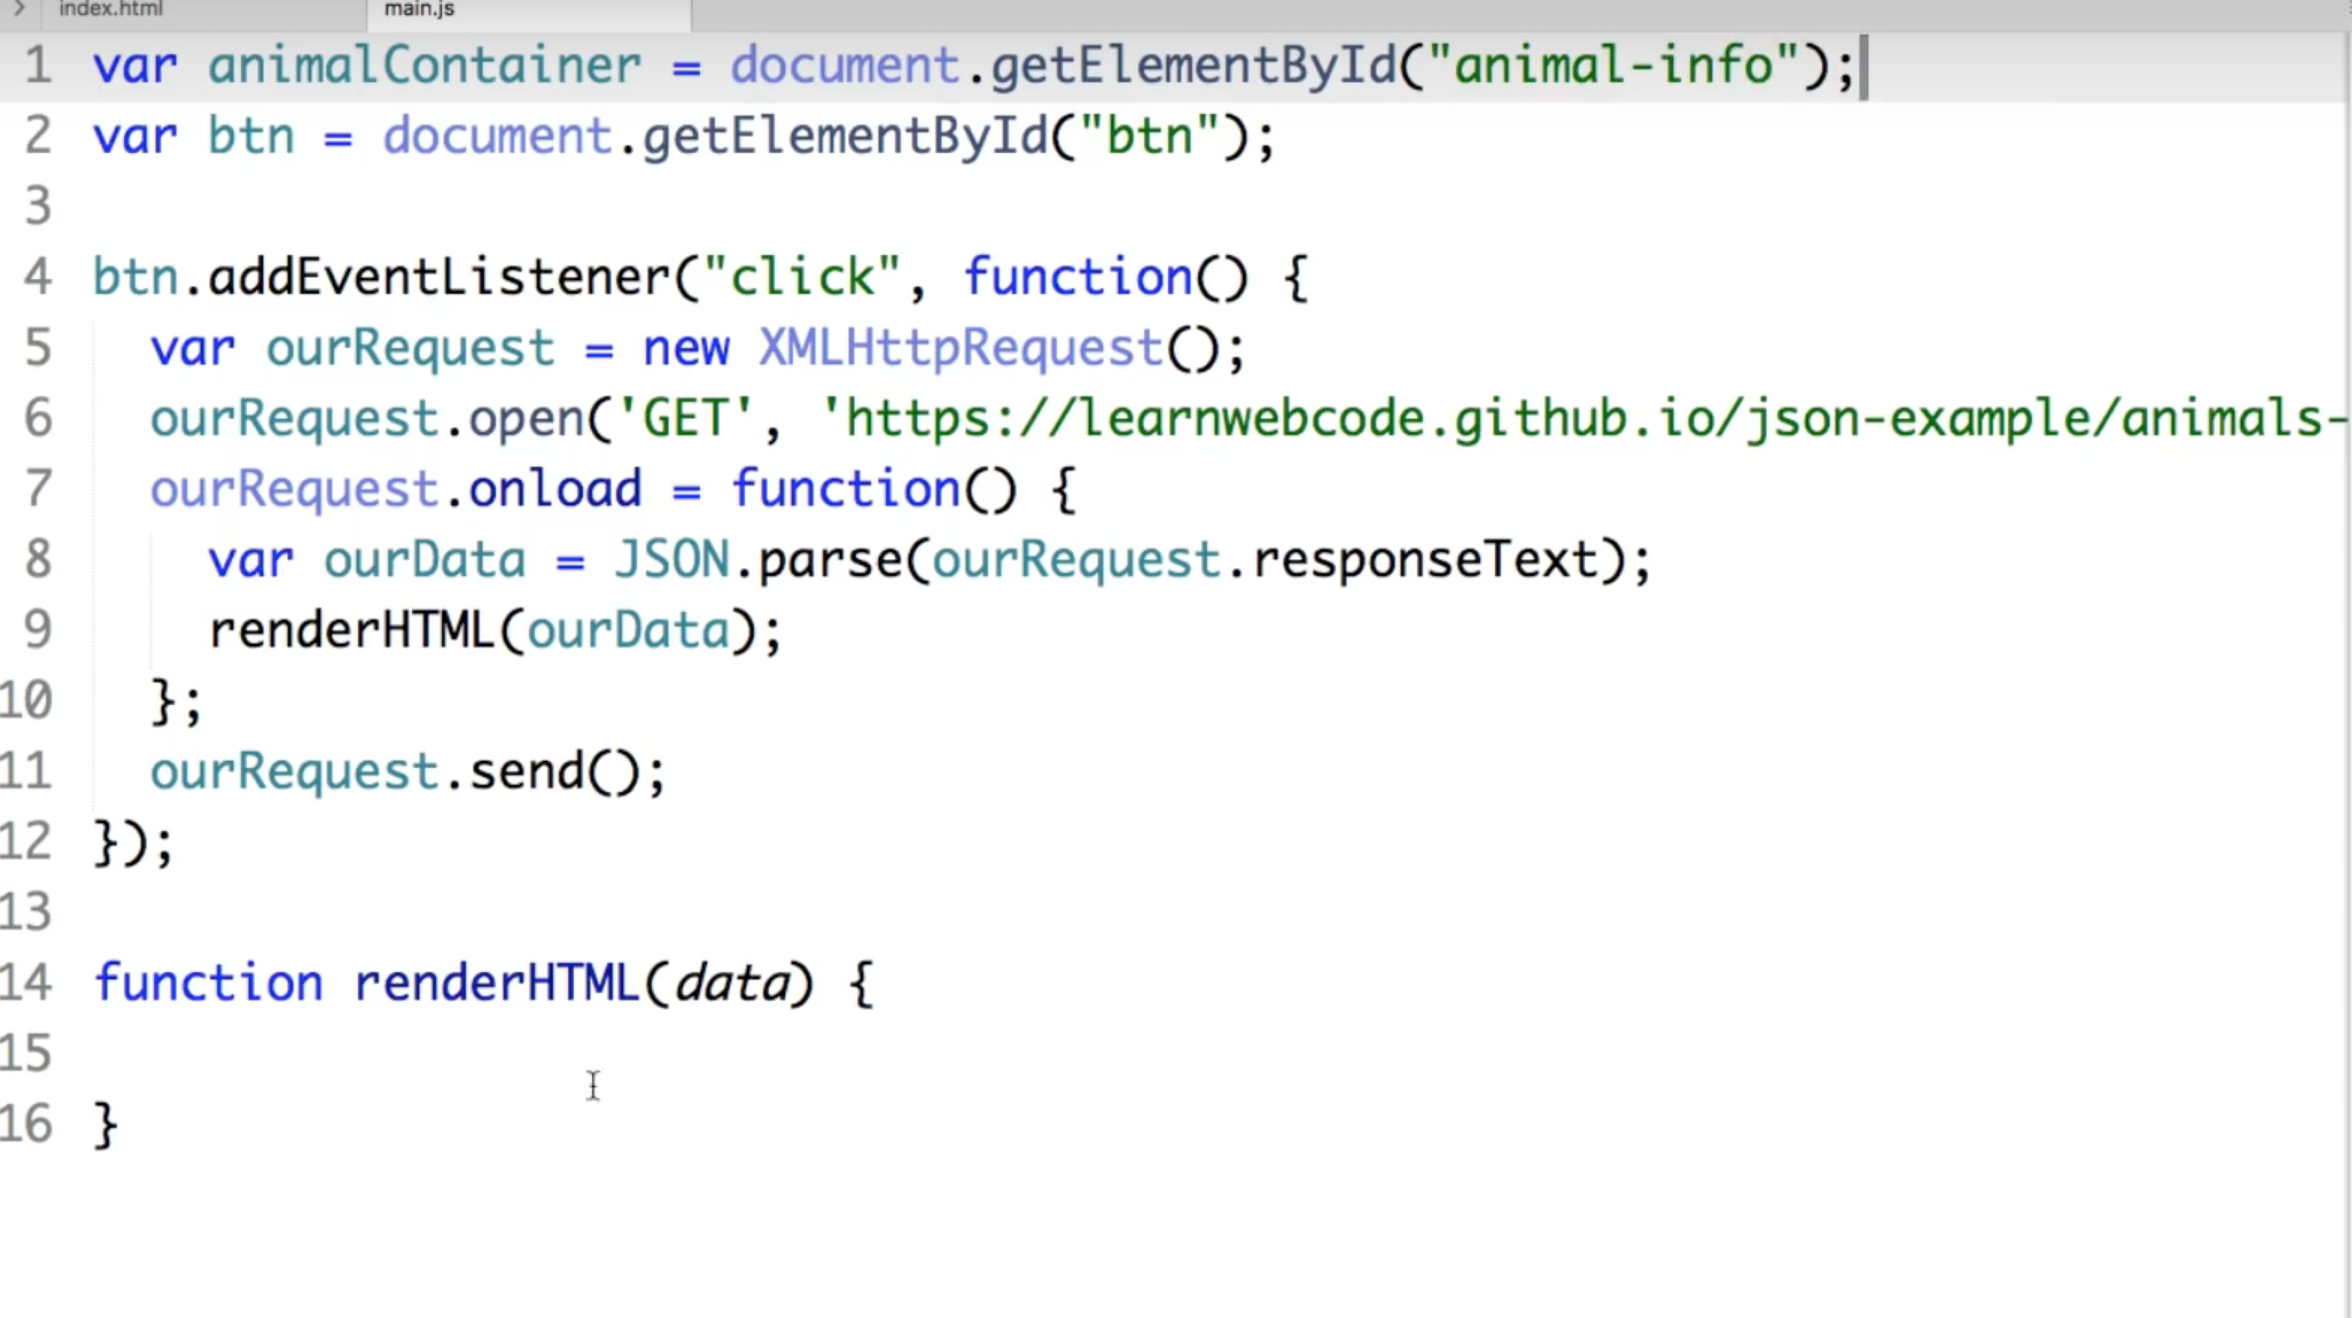 index.html
main.js
1 var animalContainer = document.getElementById("animal-info");
2 var btn = document.getElementById("btn");
3
4 btn.addEventListener("click", function() {
5   var ourRequest = new XMLHttpRequest();
6   ourRequest.open('GET', 'https://learnwebcode.github.io/json-example/animals-
7   ourRequest.onload = function() {
8     var ourData = JSON.parse(ourRequest.responseText);
9     renderHTML(ourData);
10   };
11   ourRequest.send();
12 });
13
14 function renderHTML(data) {
15
16 }